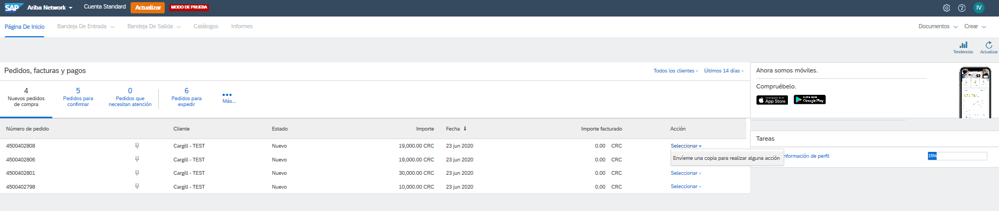 SAP Ariba Network Cuenta Standard Actualizar MODO DE PRUEBA IV
Página De Inicio Bandeja De Entrada Bandeja De Salida Catálogos Informes Documentos Crear
Tendencias Actualizar
Pedidos, facturas y pagos Todos los clientes Últimos 14 días
4 Nuevos pedidos de compra
5 Pedidos para confirmar
0 Pedidos que necesitan atención
6 Pedidos para expedir
Más...
Número de pedido Cliente Estado Importe Fecha Importe facturado Acción
4500402808 Cargill - TEST Nuevo 19,000.00 CRC 23 jun 2020 0.00 CRC Seleccionar
Envíeme una copia para realizar alguna acción
4500402806 Cargill - TEST Nuevo 19,000.00 CRC 23 jun 2020 0.00 CRC
4500402801 Cargill - TEST Nuevo 30,000.00 CRC 23 jun 2020 0.00 CRC Seleccionar
4500402798 Cargill - TEST Nuevo 10,000.00 CRC 23 jun 2020 0.00 CRC Seleccionar
Ahora somos móviles.
Compruébelo.
App Store
Google Play
Tareas
nformación de perfil 15%